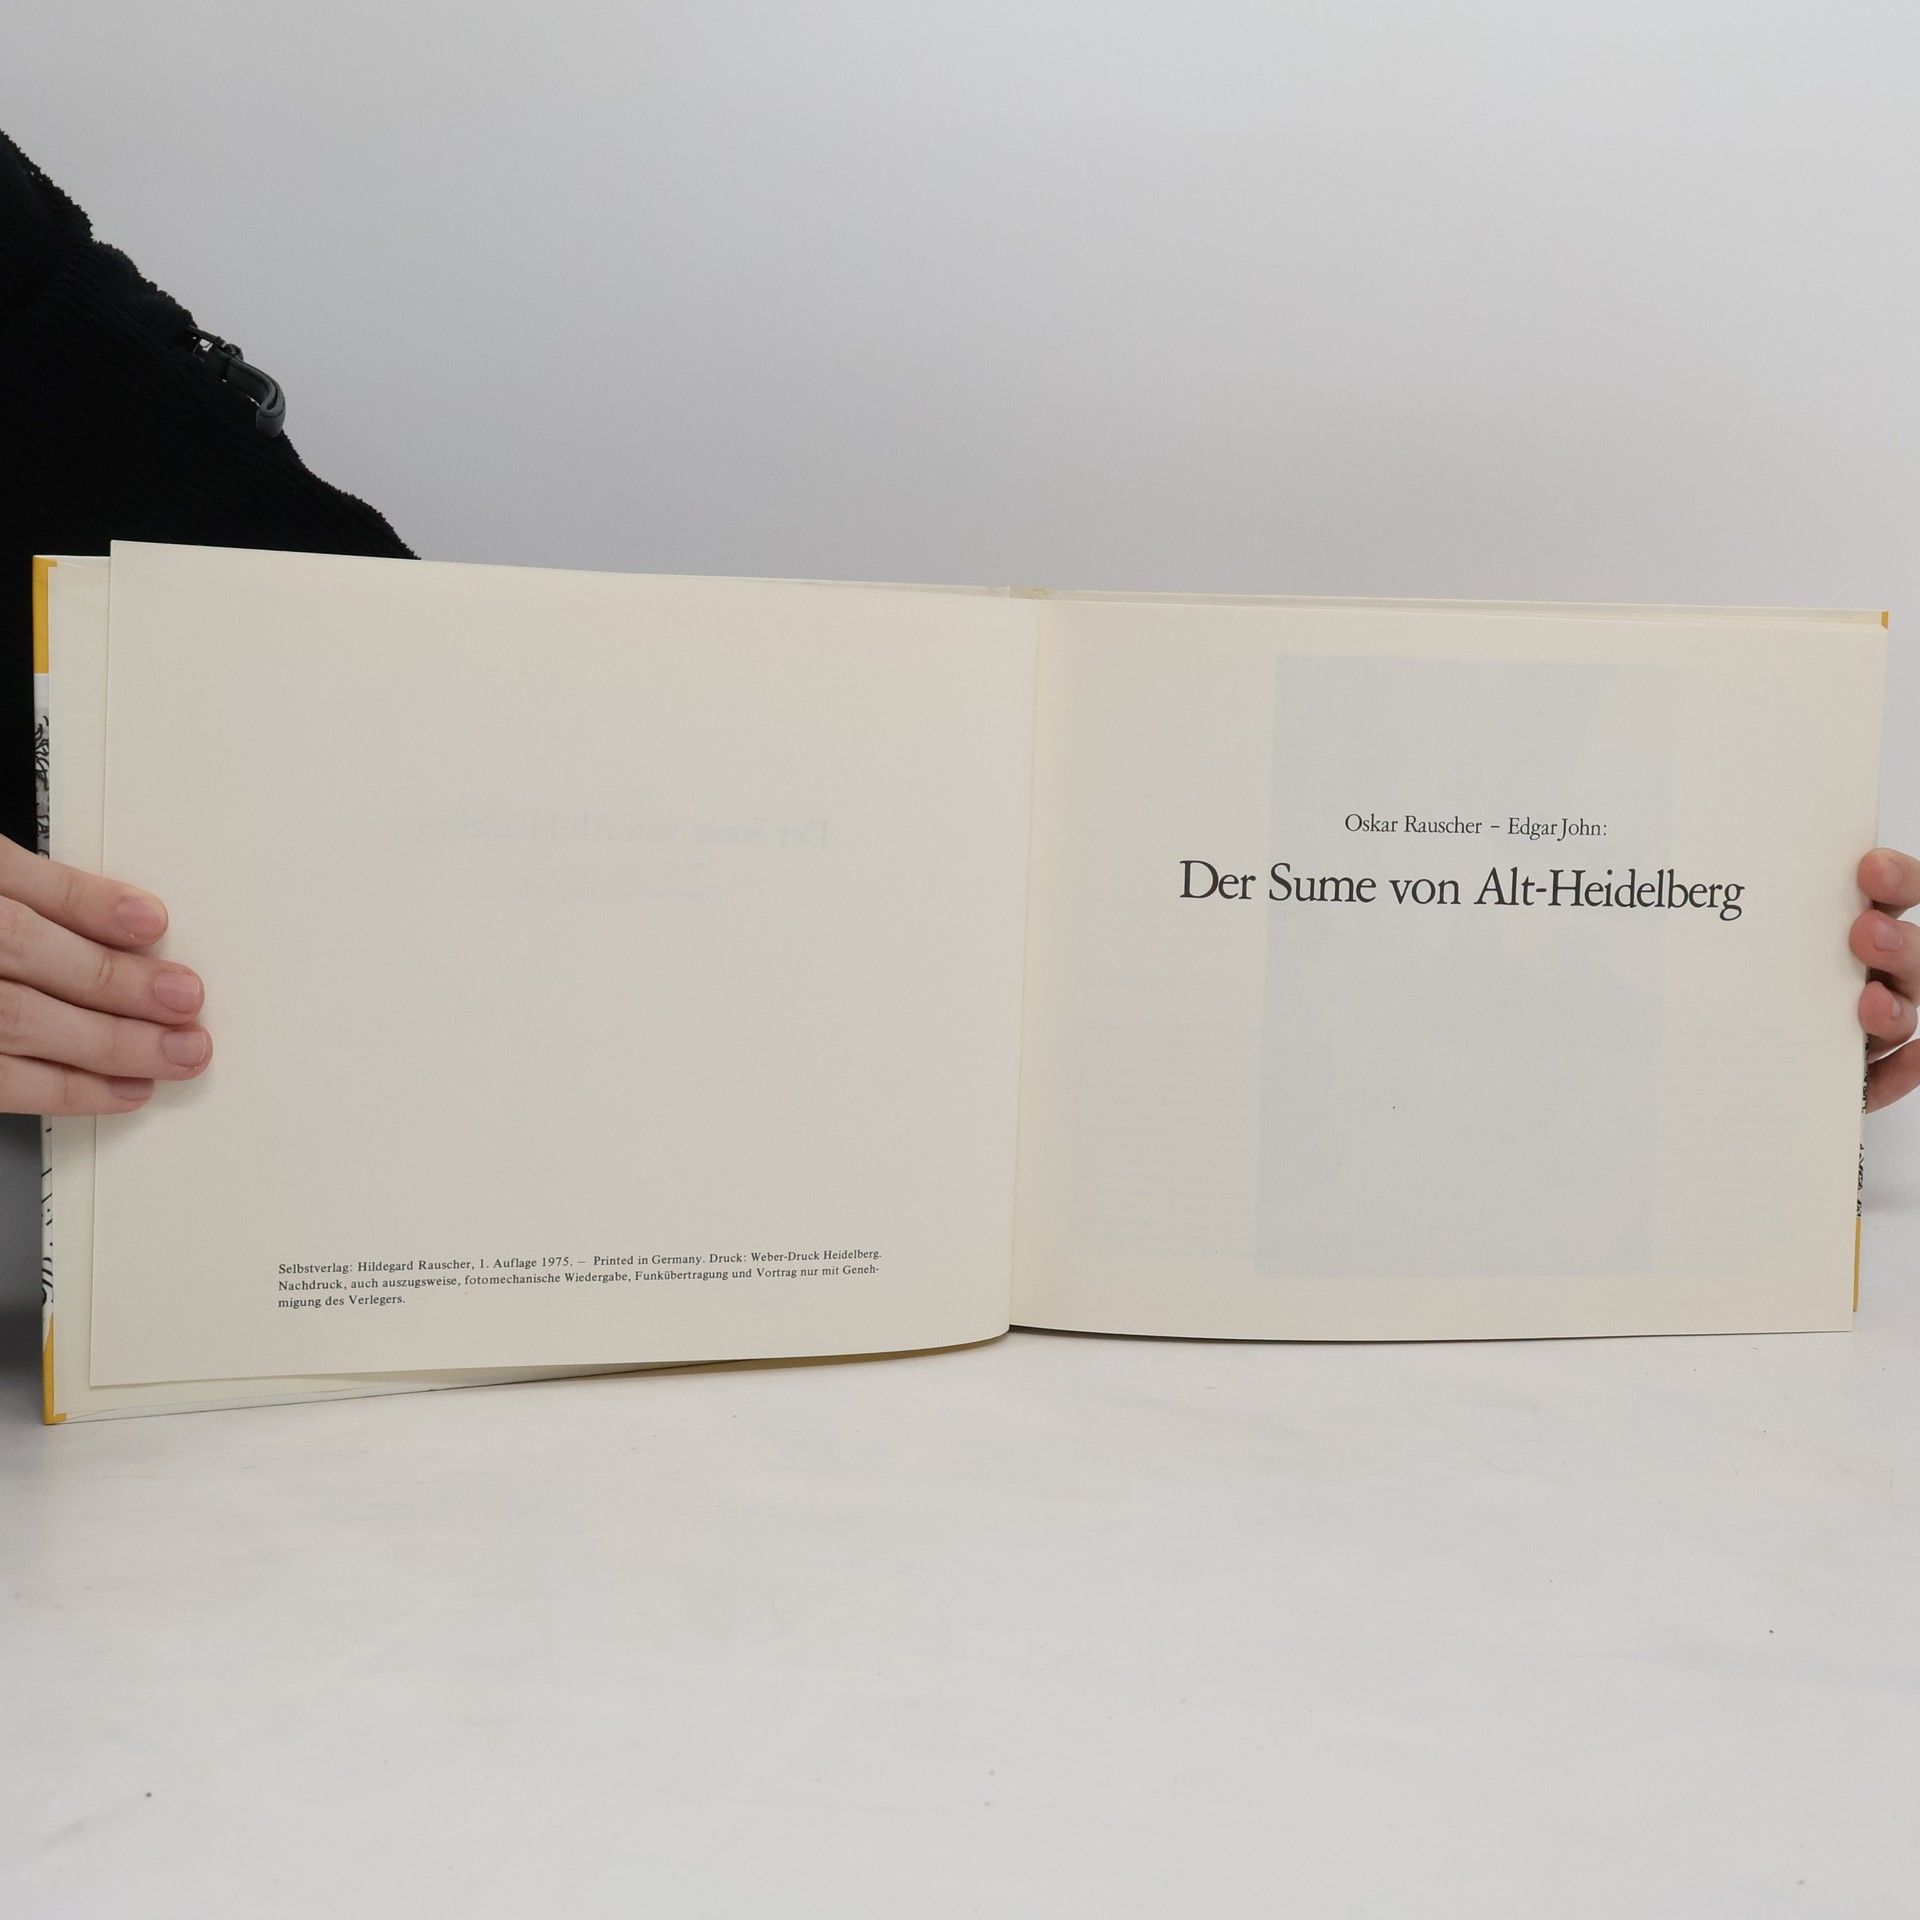 Selbstverlag: Hildegard Rauscher, 1. Auflage 1975. – Printed in Germany. Druck: Weber-Druck Heidelberg.
Nachdruck, auch auszugsweise, fotomechanische Wiedergabe, Funkübertragung und Vortrag nur mit Geneh-
migung des Verlegers.
Oskar Rauscher – Edgar John:
Der Sume von Alt-Heidelberg